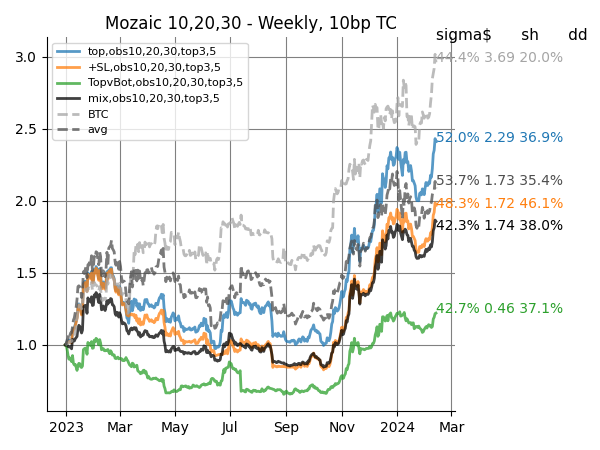 Mozaic 10,20,30 - Weekly, 10bp TC
sigma$ sh dd
top,obs10,20,30,top3,5
+SL,obs10,20,30,top3,5
TopvBot,obs10,20,30,top3,5
mix,obs10,20,30,top3,5
BTC
avg
44.4% 3.69 20.0%
52.0% 2.29 36.9%
53.7% 1.73 35.4%
48.3% 1.72 46.1%
42.3% 1.74 38.0%
42.7% 0.46 37.1%
3.0
2.5
2.0
1.5
1.0
2023 Mar May Jul Sep Nov 2024 Mar